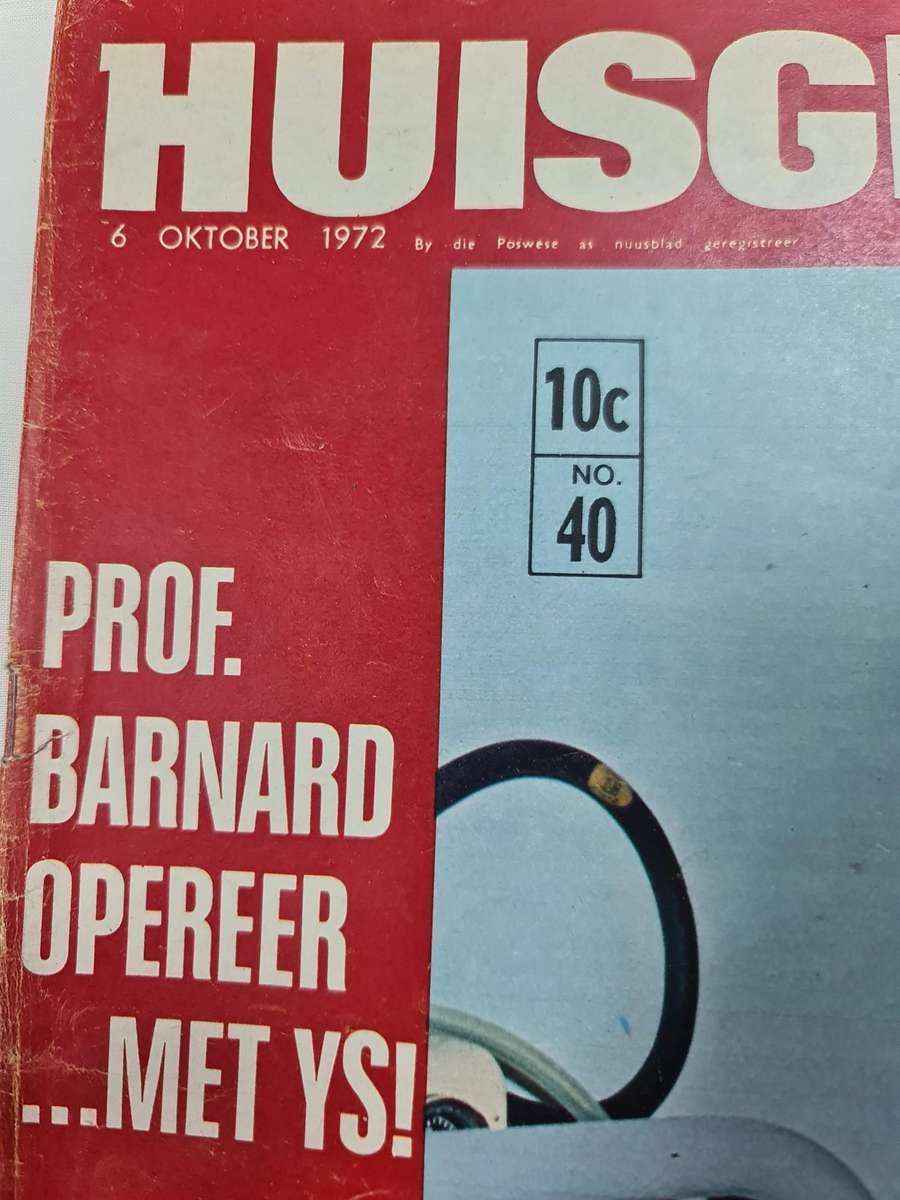 HUISG
6 OKTOBER 1972 By die Poswese as nuusblad geregistreer
10c
NO.
40
PROF.
BARNARD
OPEREER
...MET YS!